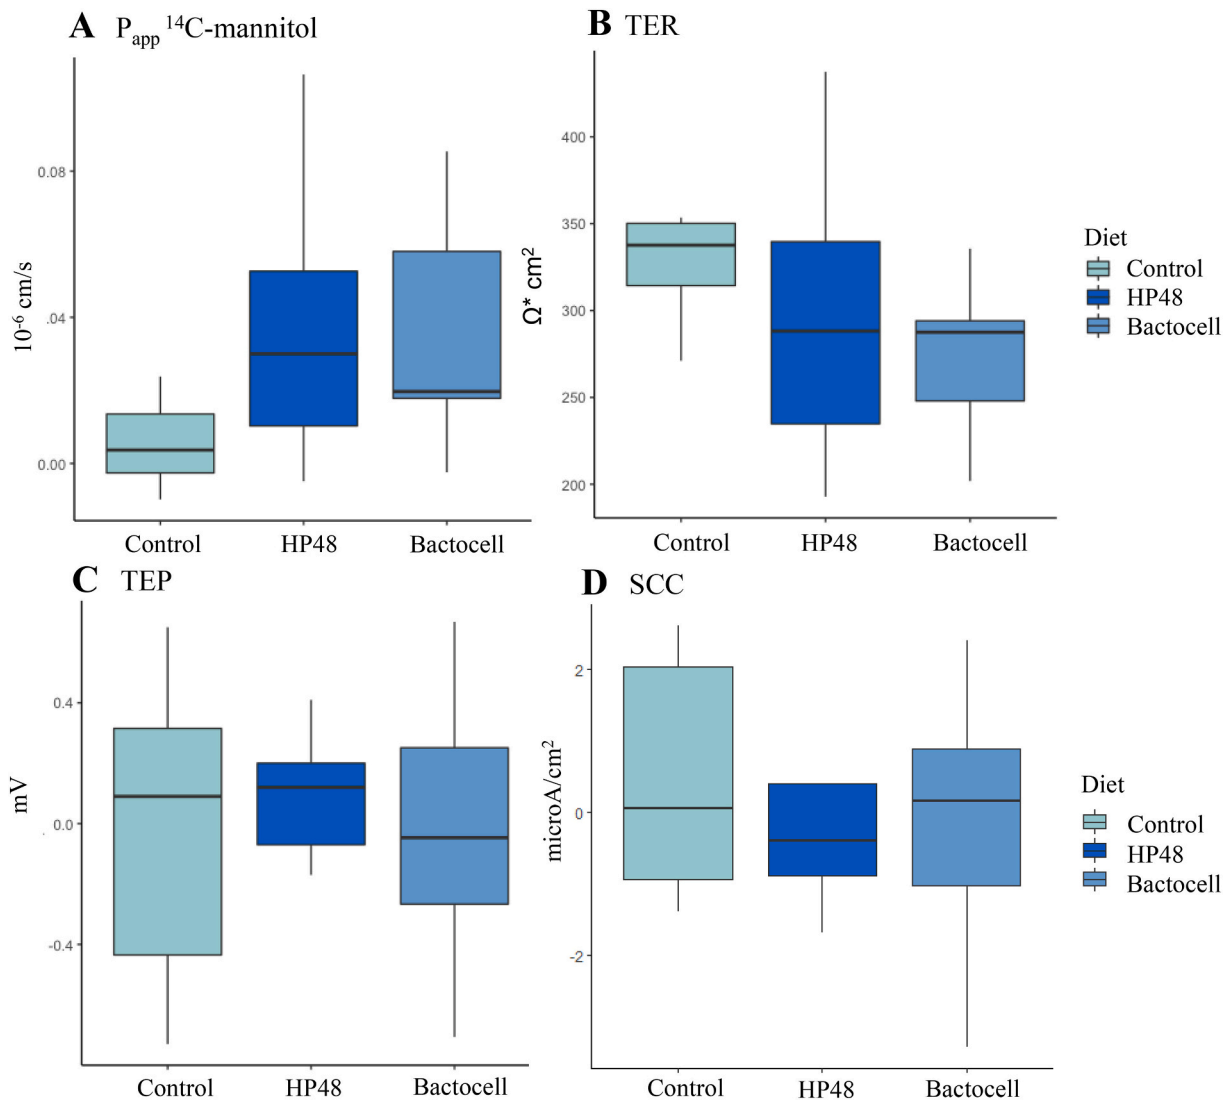 A P_app ¹⁴C-mannitol
10⁻⁶ cm/s
0.08
.04
0.00
Control HP48 Bactocell
B TER
Ω* cm²
400
350
300
250
200
Control HP48 Bactocell
Diet
Control
HP48
Bactocell
C TEP
mV
0.4
0.0
-0.4
Control HP48 Bactocell
D SCC
microA/cm²
2
0
-2
Control HP48 Bactocell
Diet
Control
HP48
Bactocell